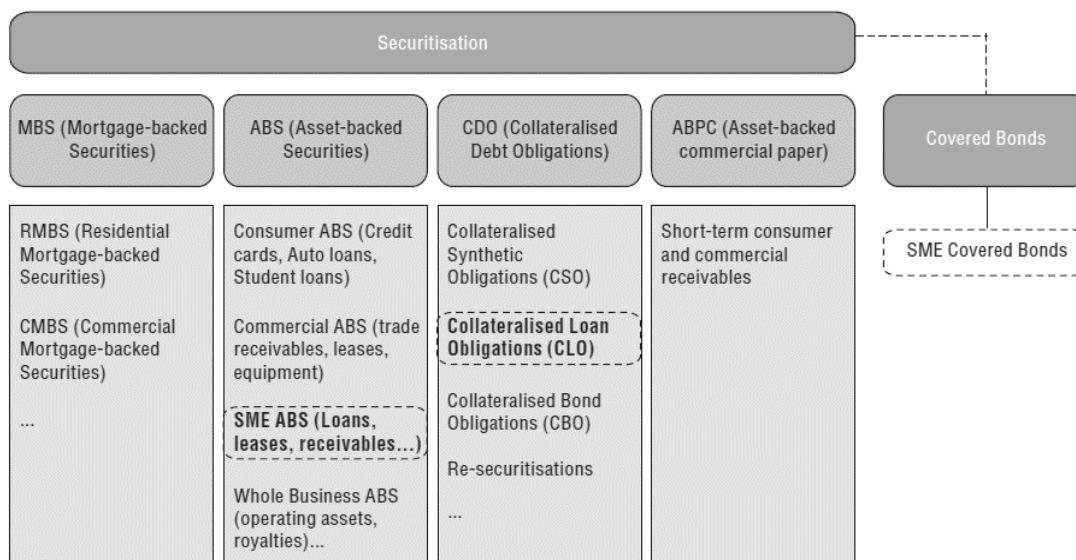 Securitisation
MBS (Mortgage-backed
Securities)
ABS (Asset-backed
Securities)
CDO (Collateralised
Debt Obligations)
ABPC (Asset-backed
commercial paper)
Covered Bonds
RMBS (Residential
Mortgage-backed
Securities)
CMBS (Commercial
Mortgage-backed
Securities)
...
Consumer ABS (Credit
cards, Auto loans,
Student loans)
Commercial ABS (trade
receivables, leases,
equipment)
SME ABS (Loans,
leases, receivables...)
Whole Business ABS
(operating assets,
royalties)...
Collateralised
Synthetic
Obligations (CSO)
Collateralised Loan
Obligations (CLO)
Collateralised Bond
Obligations (CBO)
Re-securitisations
...
Short-term consumer
and commercial
receivables
SME Covered Bonds